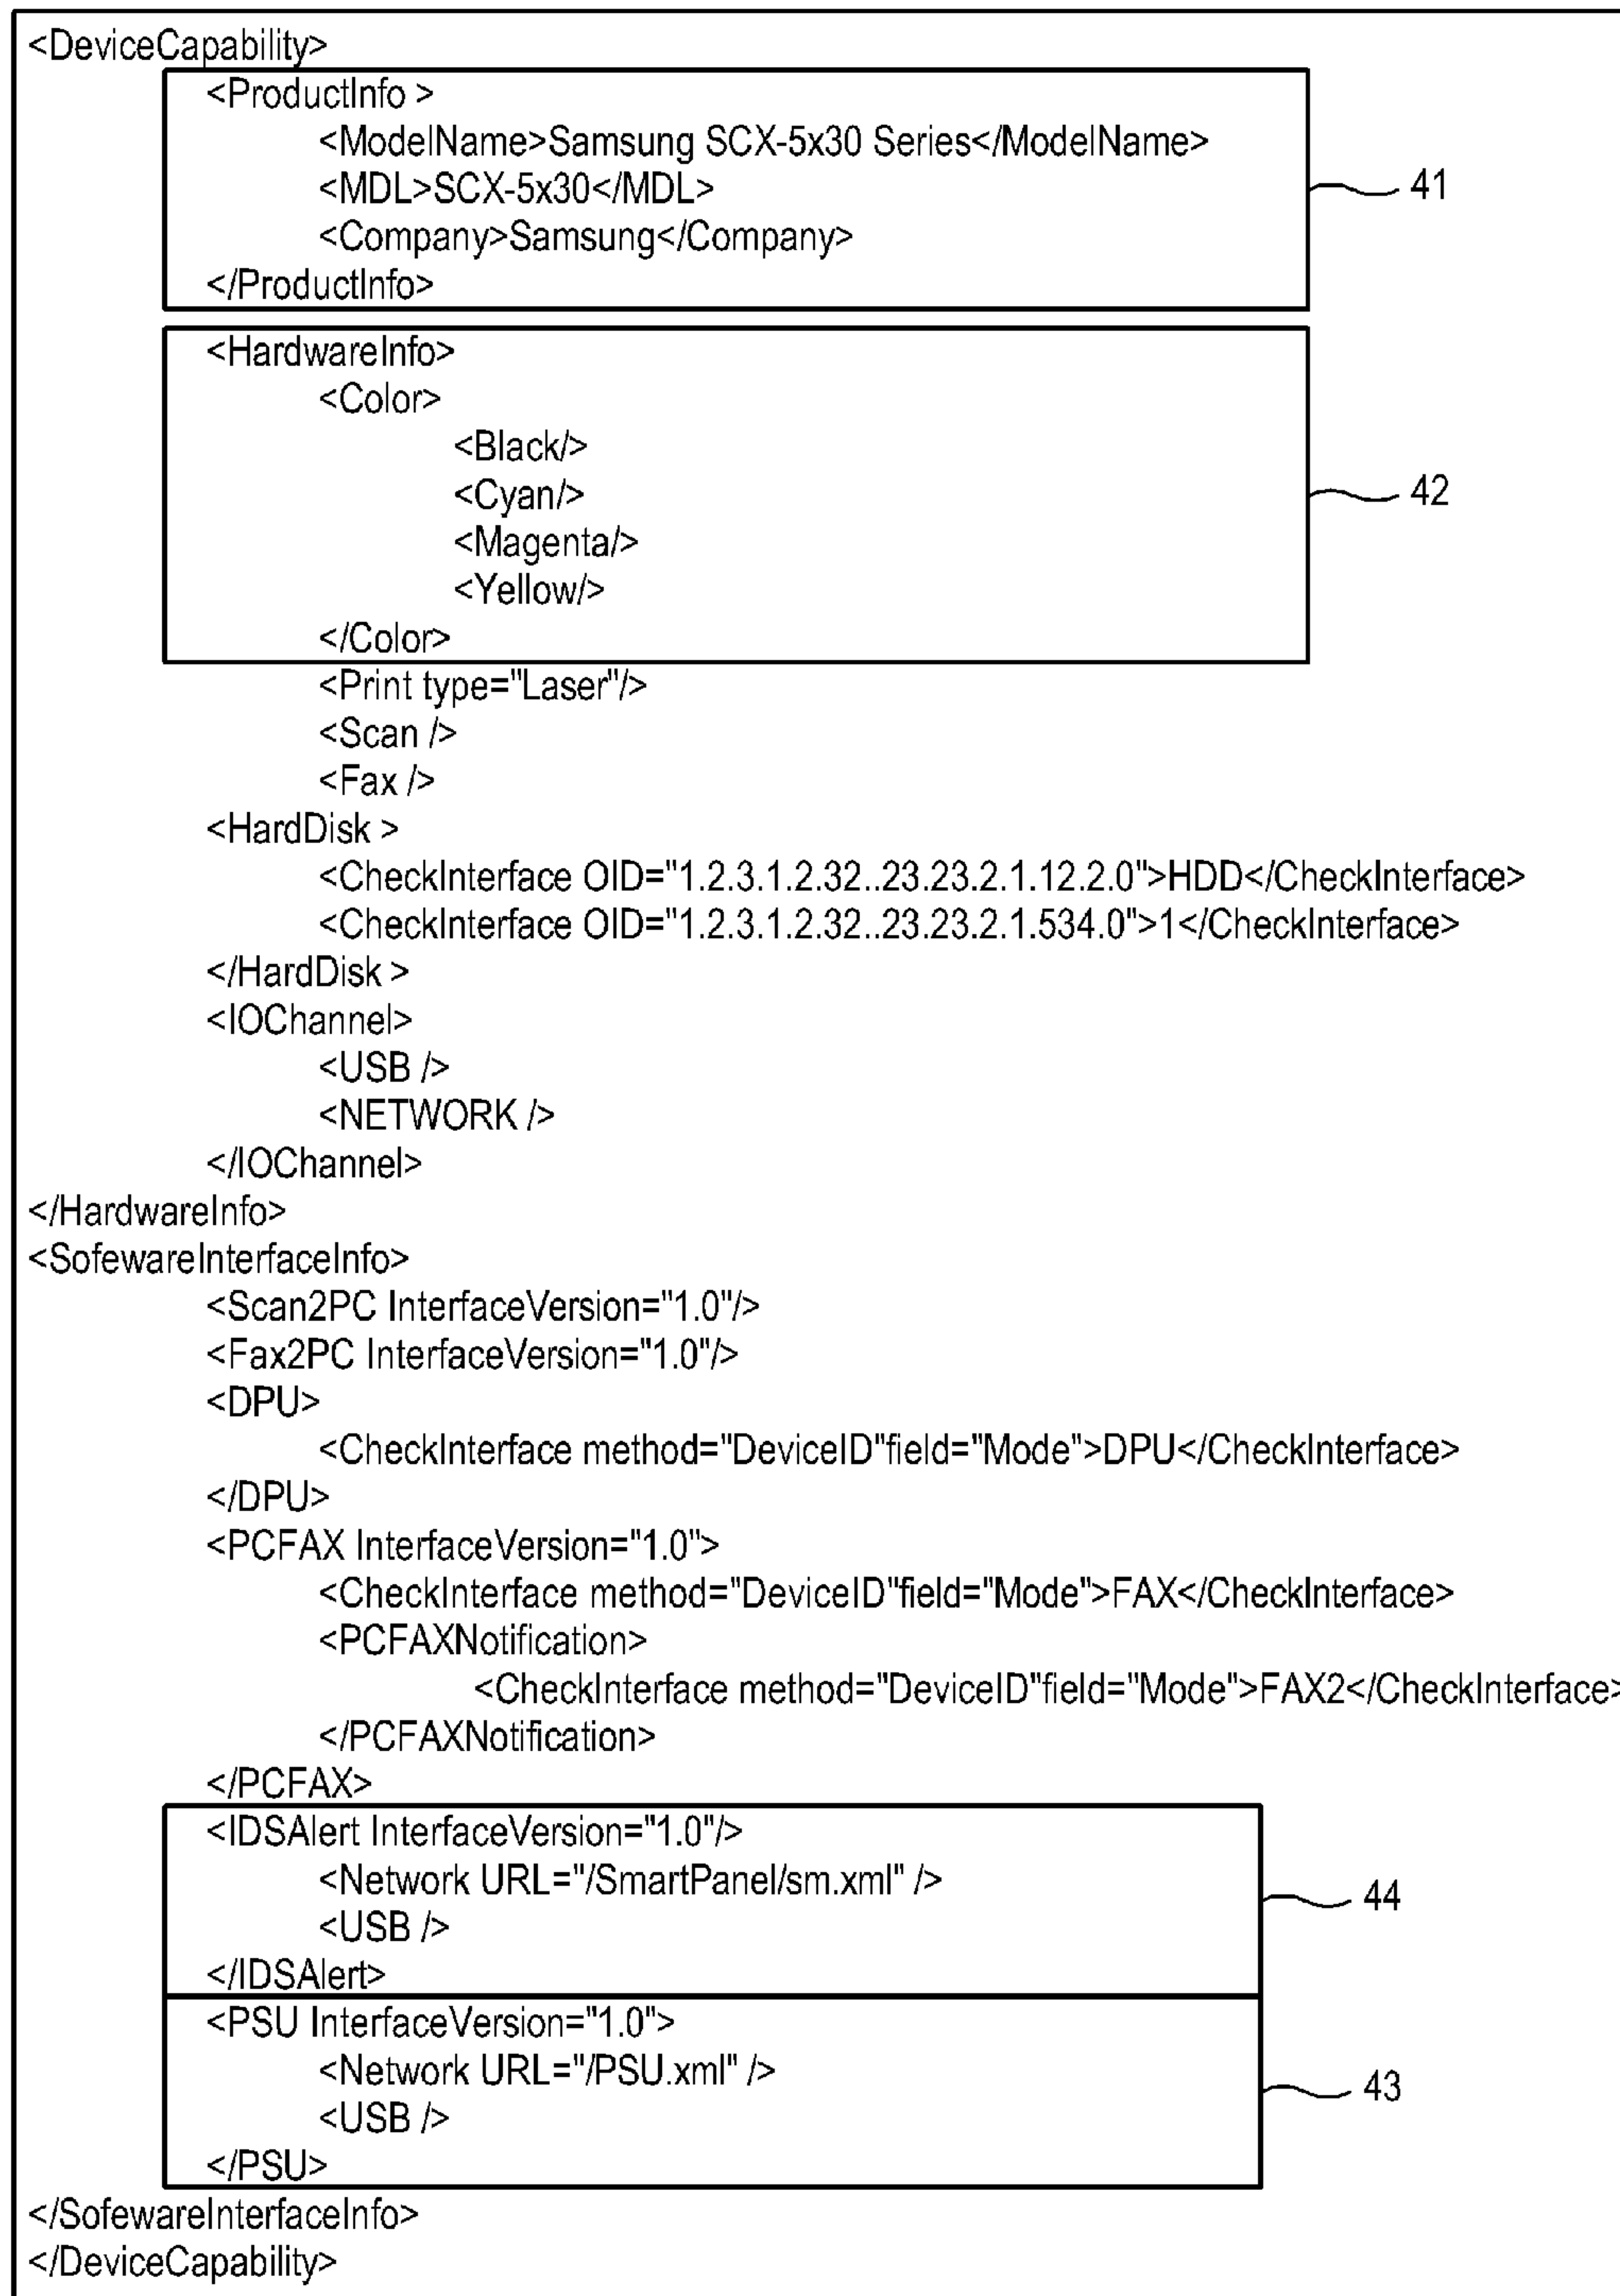 <DeviceCapability>
<ProductInfo >
<ModelName>Samsung SCX-5x30 Series</ModelName>
<MDL>SCX-5x30</MDL>
<Company>Samsung</Company>
</ProductInfo>
41
<HardwareInfo>
<Color>
<Black/>
<Cyan/>
<Magenta/>
<Yellow/>
</Color>
42
<Print type="Laser"/>
<Scan />
<Fax />
<HardDisk >
<CheckInterface OID="1.2.3.1.2.32..23.23.2.1.12.2.0">HDD</CheckInterface>
<CheckInterface OID="1.2.3.1.2.32..23.23.2.1.534.0">1</CheckInterface>
</HardDisk >
<IOChannel>
<USB />
<NETWORK />
</IOChannel>
</HardwareInfo>
<SofewareInterfaceInfo>
<Scan2PC InterfaceVersion="1.0"/>
<Fax2PC InterfaceVersion="1.0"/>
<DPU>
<CheckInterface method="DeviceID"field="Mode">DPU</CheckInterface>
</DPU>
<PCFAX InterfaceVersion="1.0">
<CheckInterface method="DeviceID"field="Mode">FAX</CheckInterface>
<PCFAXNotification>
<CheckInterface method="DeviceID"field="Mode">FAX2</CheckInterface>
</PCFAXNotification>
</PCFAX>
<IDSAlert InterfaceVersion="1.0"/>
<Network URL="/SmartPanel/sm.xml" />
<USB />
</IDSAlert>
44
<PSU InterfaceVersion="1.0">
<Network URL="/PSU.xml" />
<USB />
</PSU>
43
</SofewareInterfaceInfo>
</DeviceCapability>